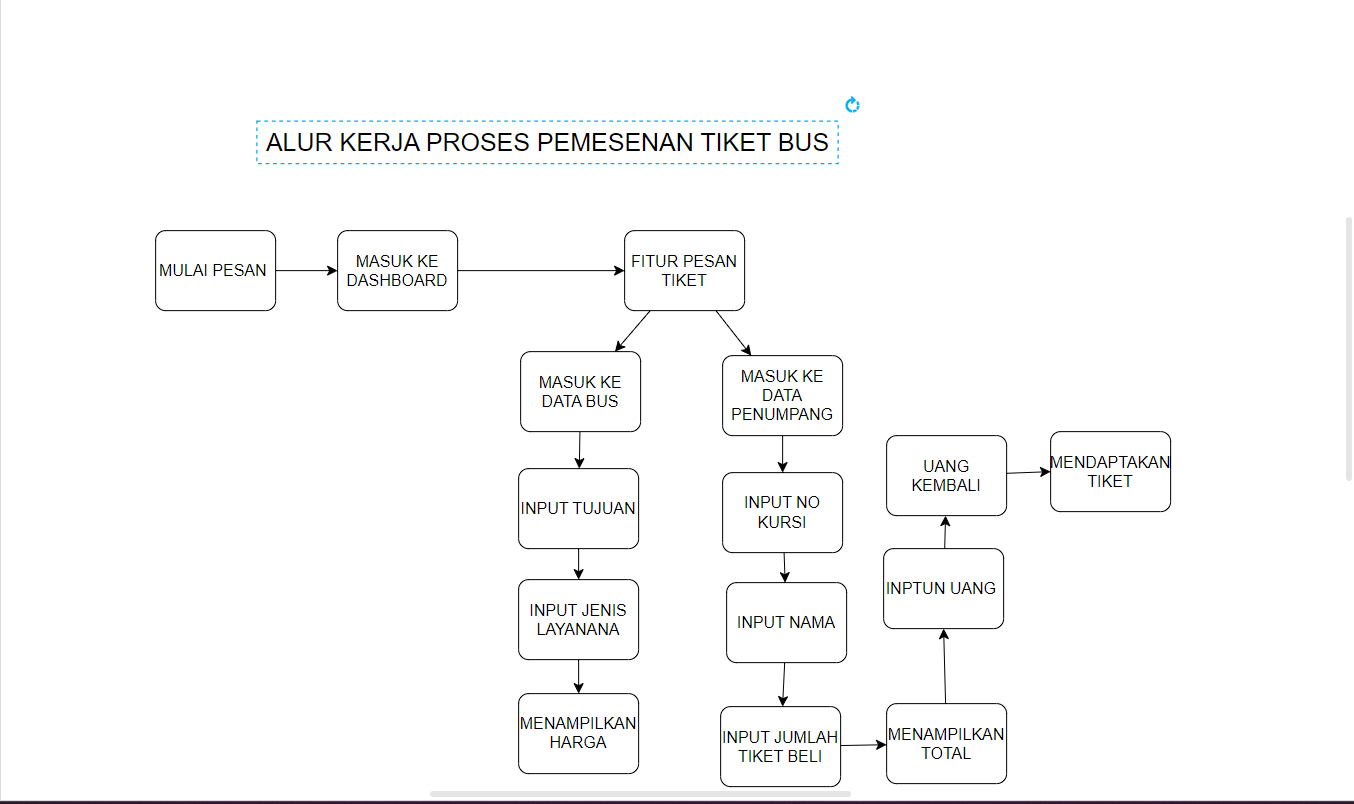 ALUR KERJA PROSES PEMESENAN TIKET BUS
MULAI PESAN
MASUK KE
DASHBOARD
FITUR PESAN
TIKET
MASUK KE
DATA BUS
INPUT TUJUAN
INPUT JENIS
LAYANANA
MENAMPILKAN
HARGA
MASUK KE
DATA
PENUMPANG
INPUT NO
KURSI
INPUT NAMA
INPUT JUMLAH
TIKET BELI
MENAMPILKAN
TOTAL
INPTUN UANG
UANG
KEMBALI
MENDAPTAKAN
TIKET